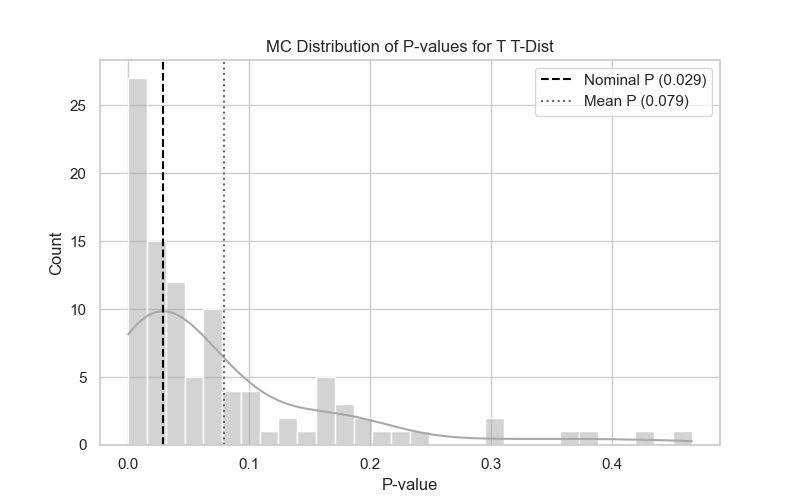 MC Distribution of P-values for T T-Dist
Nominal P (0.029)
Mean P (0.079)
Count
25
20
15
10
5
0
0.0 0.1 0.2 0.3 0.4
P-value